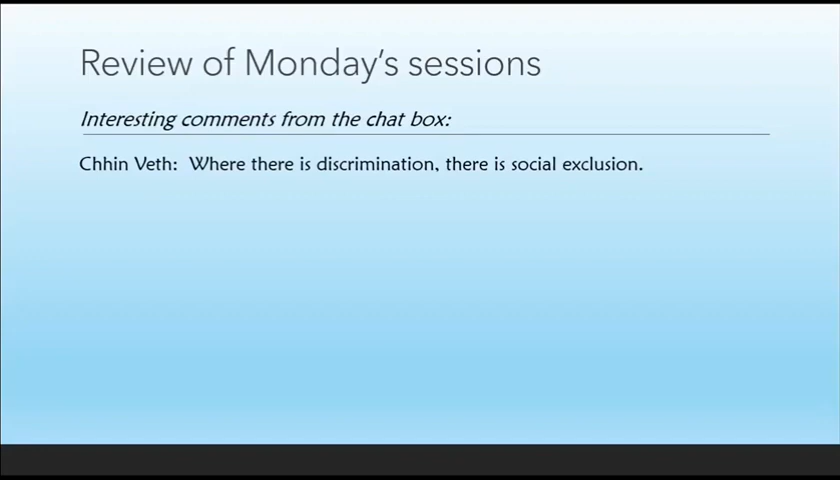 Review of Monday's sessions
Interesting comments from the chat box:
Chhin Veth: Where there is discrimination, there is social exclusion.